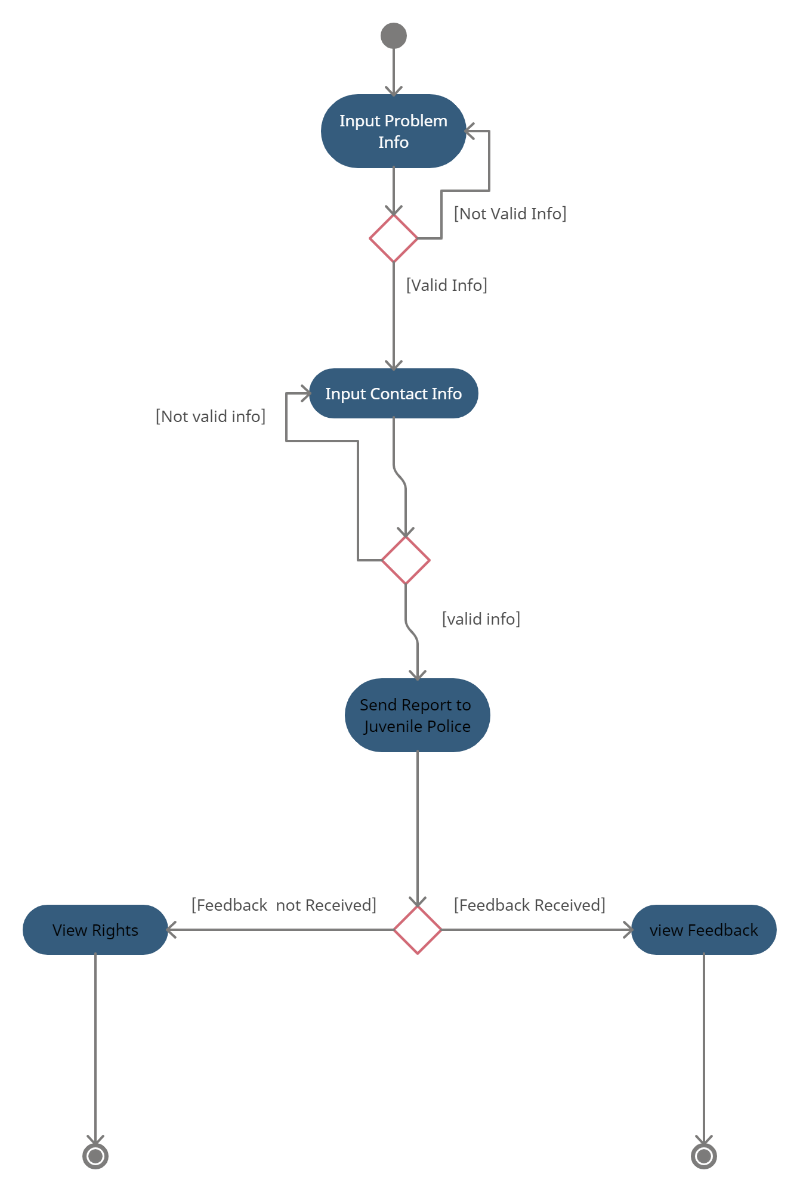 Input Problem
Info
[Not Valid Info]
[Valid Info]
Input Contact Info
[Not valid info]
[valid info]
Send Report to
Juvenile Police
[Feedback  not Received]
[Feedback Received]
View Rights
view Feedback